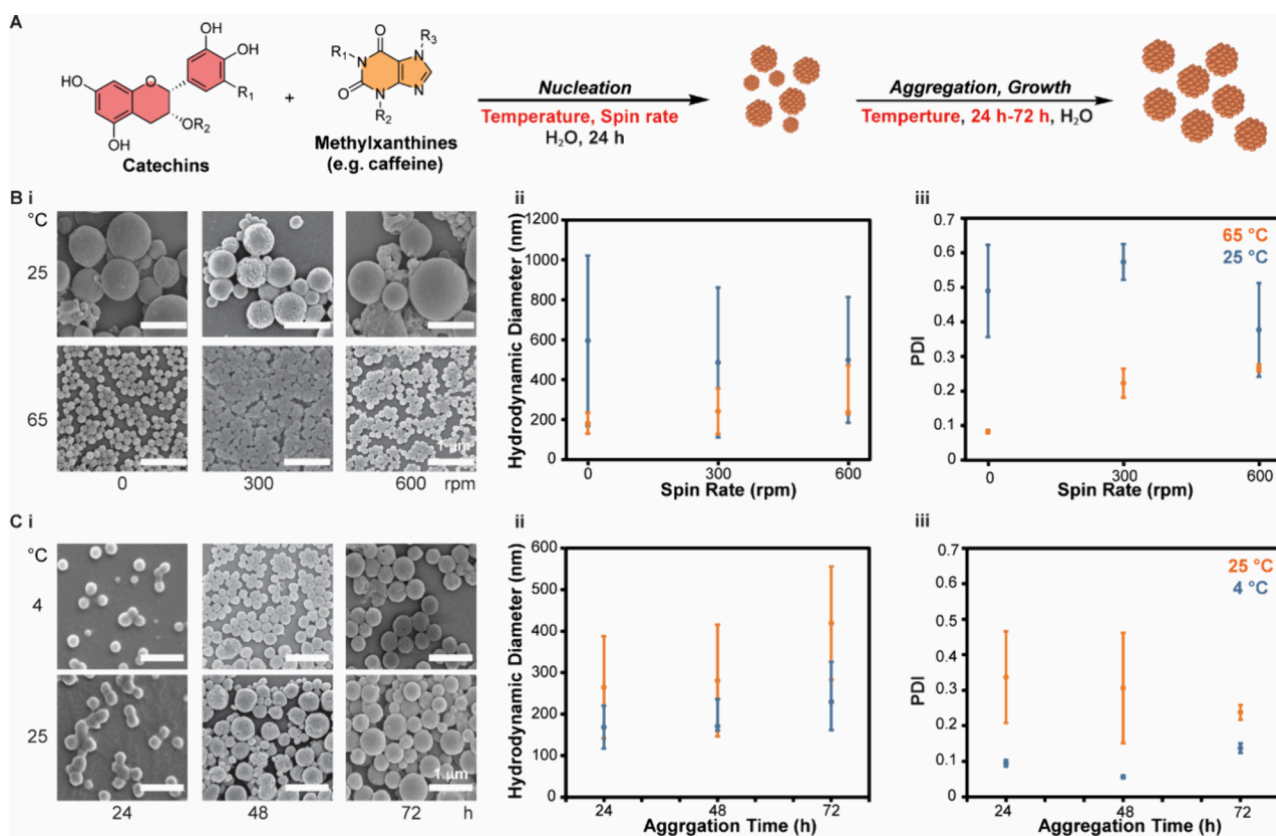 A
OH
OH
HO
O
R1
OR2
OH
Catechins
+
O
R3
R1
N
N
O
N
N
R2
Methylxanthines
(e.g. caffeine)
Nucleation
Temperature, Spin rate
H2O, 24 h
Aggregation, Growth
Temperture, 24 h-72 h, H2O
B i
°C
25
65
1 µm
0 300 600 rpm
ii
Hydrodynamic Diameter (nm)
1200
1000
800
600
400
200
0
0 300 600
Spin Rate (rpm)
iii
PDI
0.7
0.6
0.5
0.4
0.3
0.2
0.1
0
65 °C
25 °C
0 300 600
Spin Rate (rpm)
C i
°C
4
25
1 µm
24 48 72 h
ii
Hydrodynamic Diameter (nm)
600
500
400
300
200
100
0
24 48 72
Aggrgation Time (h)
iii
PDI
0.7
0.6
0.5
0.4
0.3
0.2
0.1
0
25 °C
4 °C
24 48 72
Aggregation Time (h)